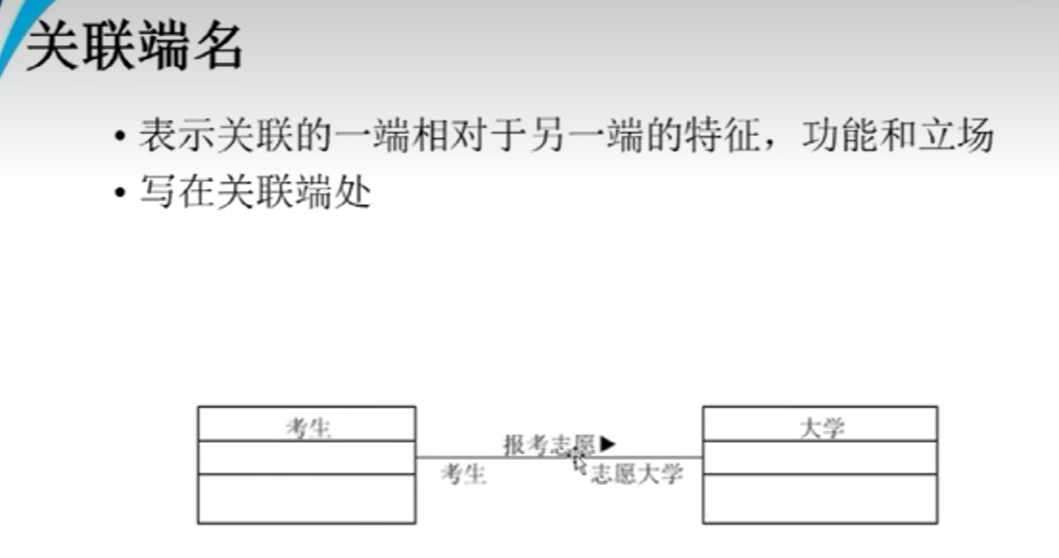 关联端名
• 表示关联的一端相对于另一端的特征，功能和立场
• 写在关联端处
考生
大学
报考志愿▶
考生
志愿大学